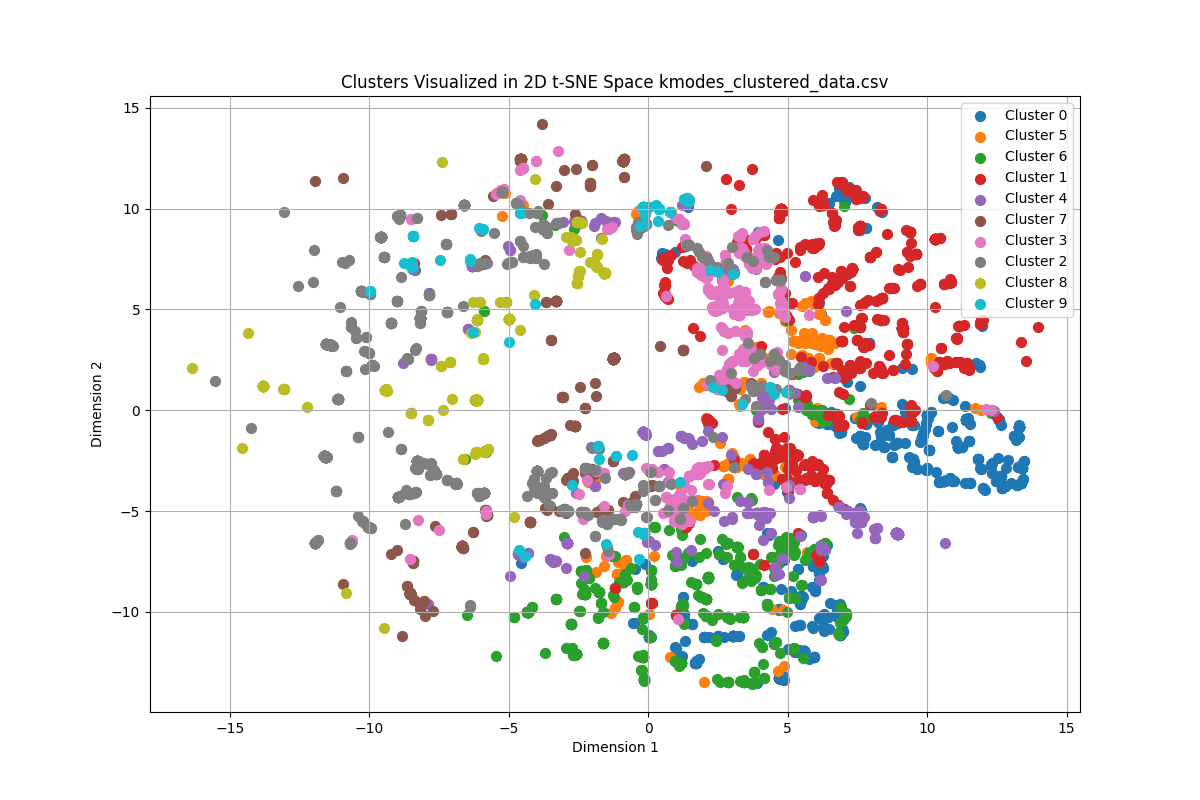 Clusters Visualized in 2D t-SNE Space kmodes_clustered_data.csv
Cluster 0
Cluster 5
Cluster 6
Cluster 1
Cluster 4
Cluster 7
Cluster 3
Cluster 2
Cluster 8
Cluster 9
15
10
5
0
−5
−10
Dimension 2
−15
−10
−5
0
5
10
15
Dimension 1